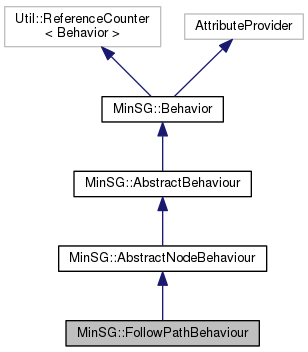 Util::ReferenceCounter
< Behavior >
AttributeProvider
MinSG::Behavior
MinSG::AbstractBehaviour
MinSG::AbstractNodeBehaviour
MinSG::FollowPathBehaviour